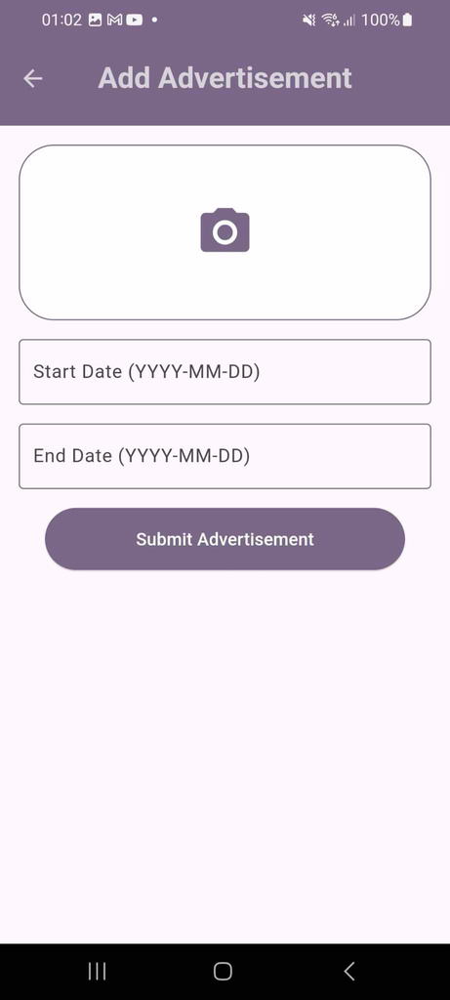 01:02 100%
Add Advertisement
Start Date (YYYY-MM-DD)
End Date (YYYY-MM-DD)
Submit Advertisement